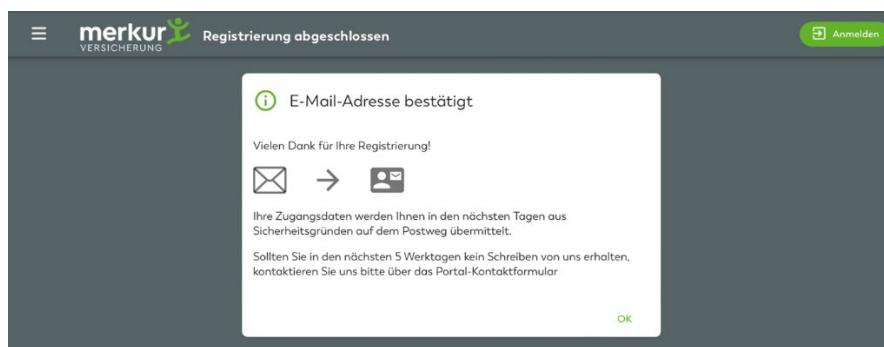 merkur
VERSICHERUNG
Registrierung abgeschlossen
Anmelden
E-Mail-Adresse bestätigt
Vielen Dank für Ihre Registrierung!
Ihre Zugangsdaten werden Ihnen in den nächsten Tagen aus
Sicherheitsgründen auf dem Postweg übermittelt.
Sollten Sie in den nächsten 5 Werktagen kein Schreiben von uns erhalten,
kontaktieren Sie uns bitte über das Portal-Kontaktformular
OK